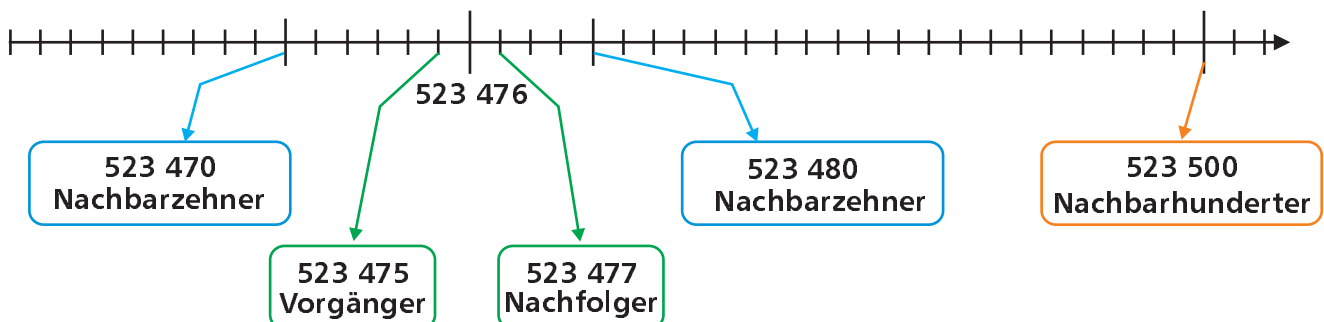 523 476
523 470
Nachbarzehner
523 480
Nachbarzehner
523 500
Nachbarhunderter
523 475
Vorgänger
523 477
Nachfolger